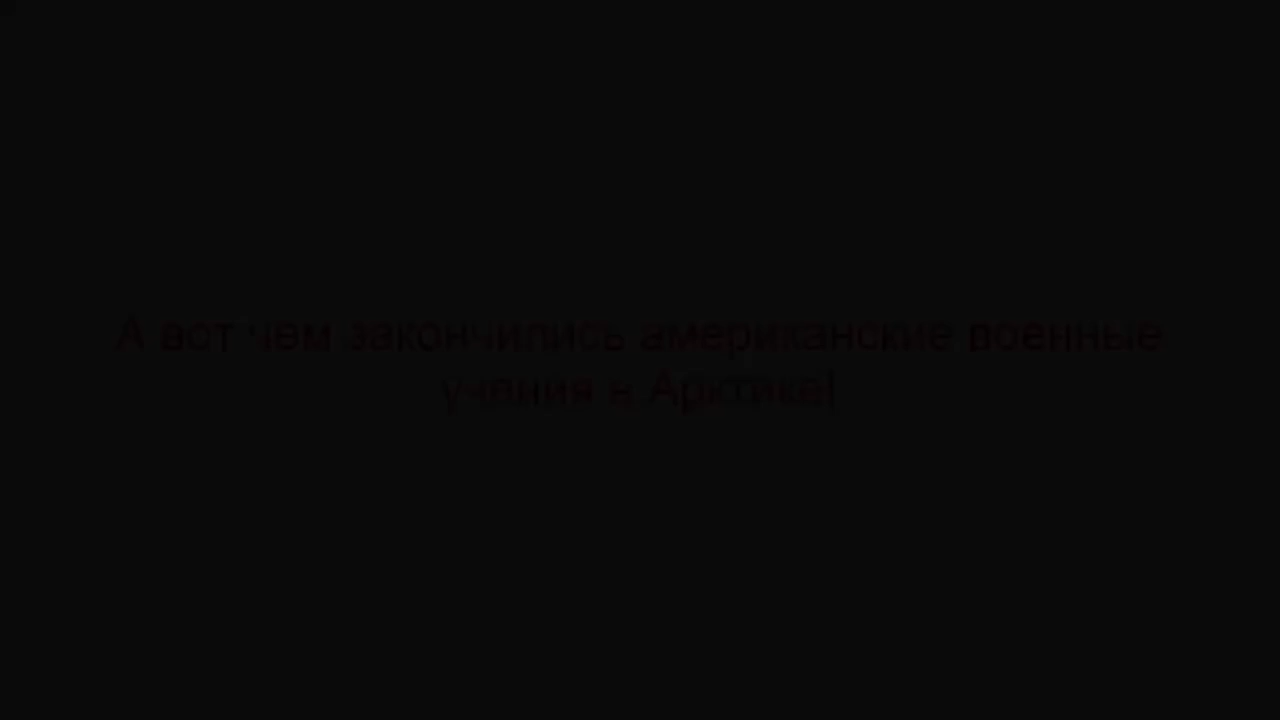 А вот чем закончились американские военные
учения в Арктике!